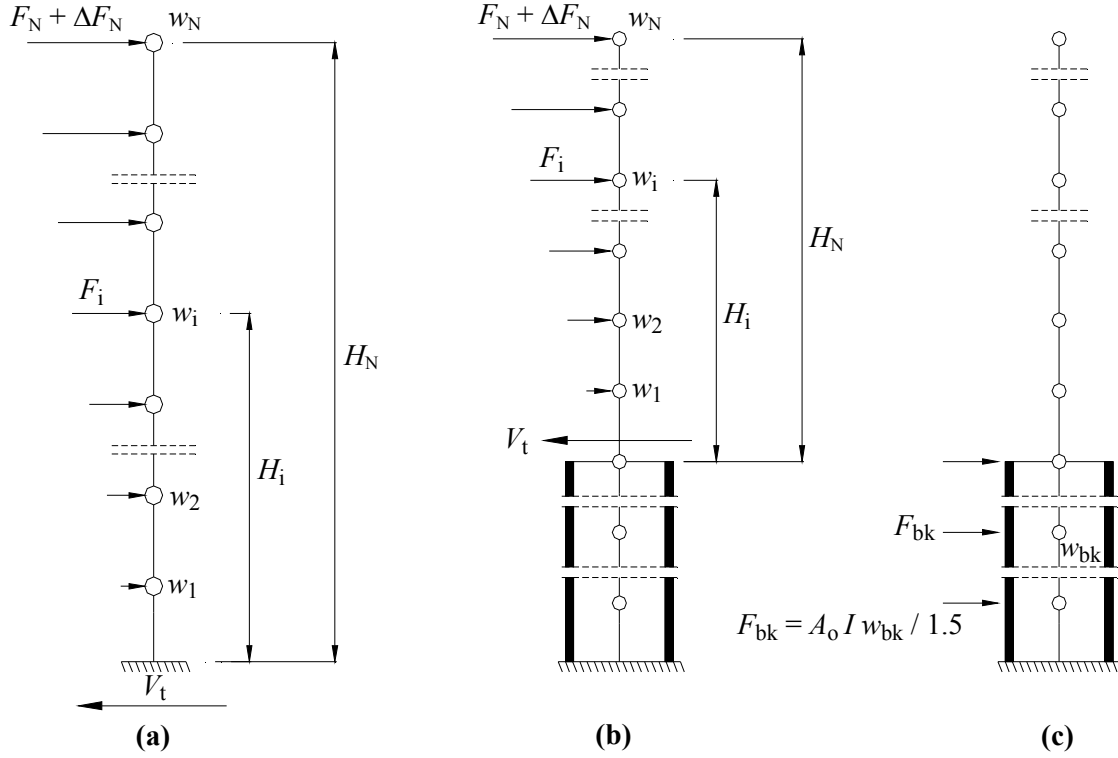 F_N + ΔF_N w_N
F_i w_i
H_N
H_i
w_2
w_1
V_t
(a)
F_N + ΔF_N w_N
F_i w_i
H_N
H_i
w_2
w_1
V_t
(b)
F_bk w_bk
F_bk = A_o I w_bk / 1.5
(c)